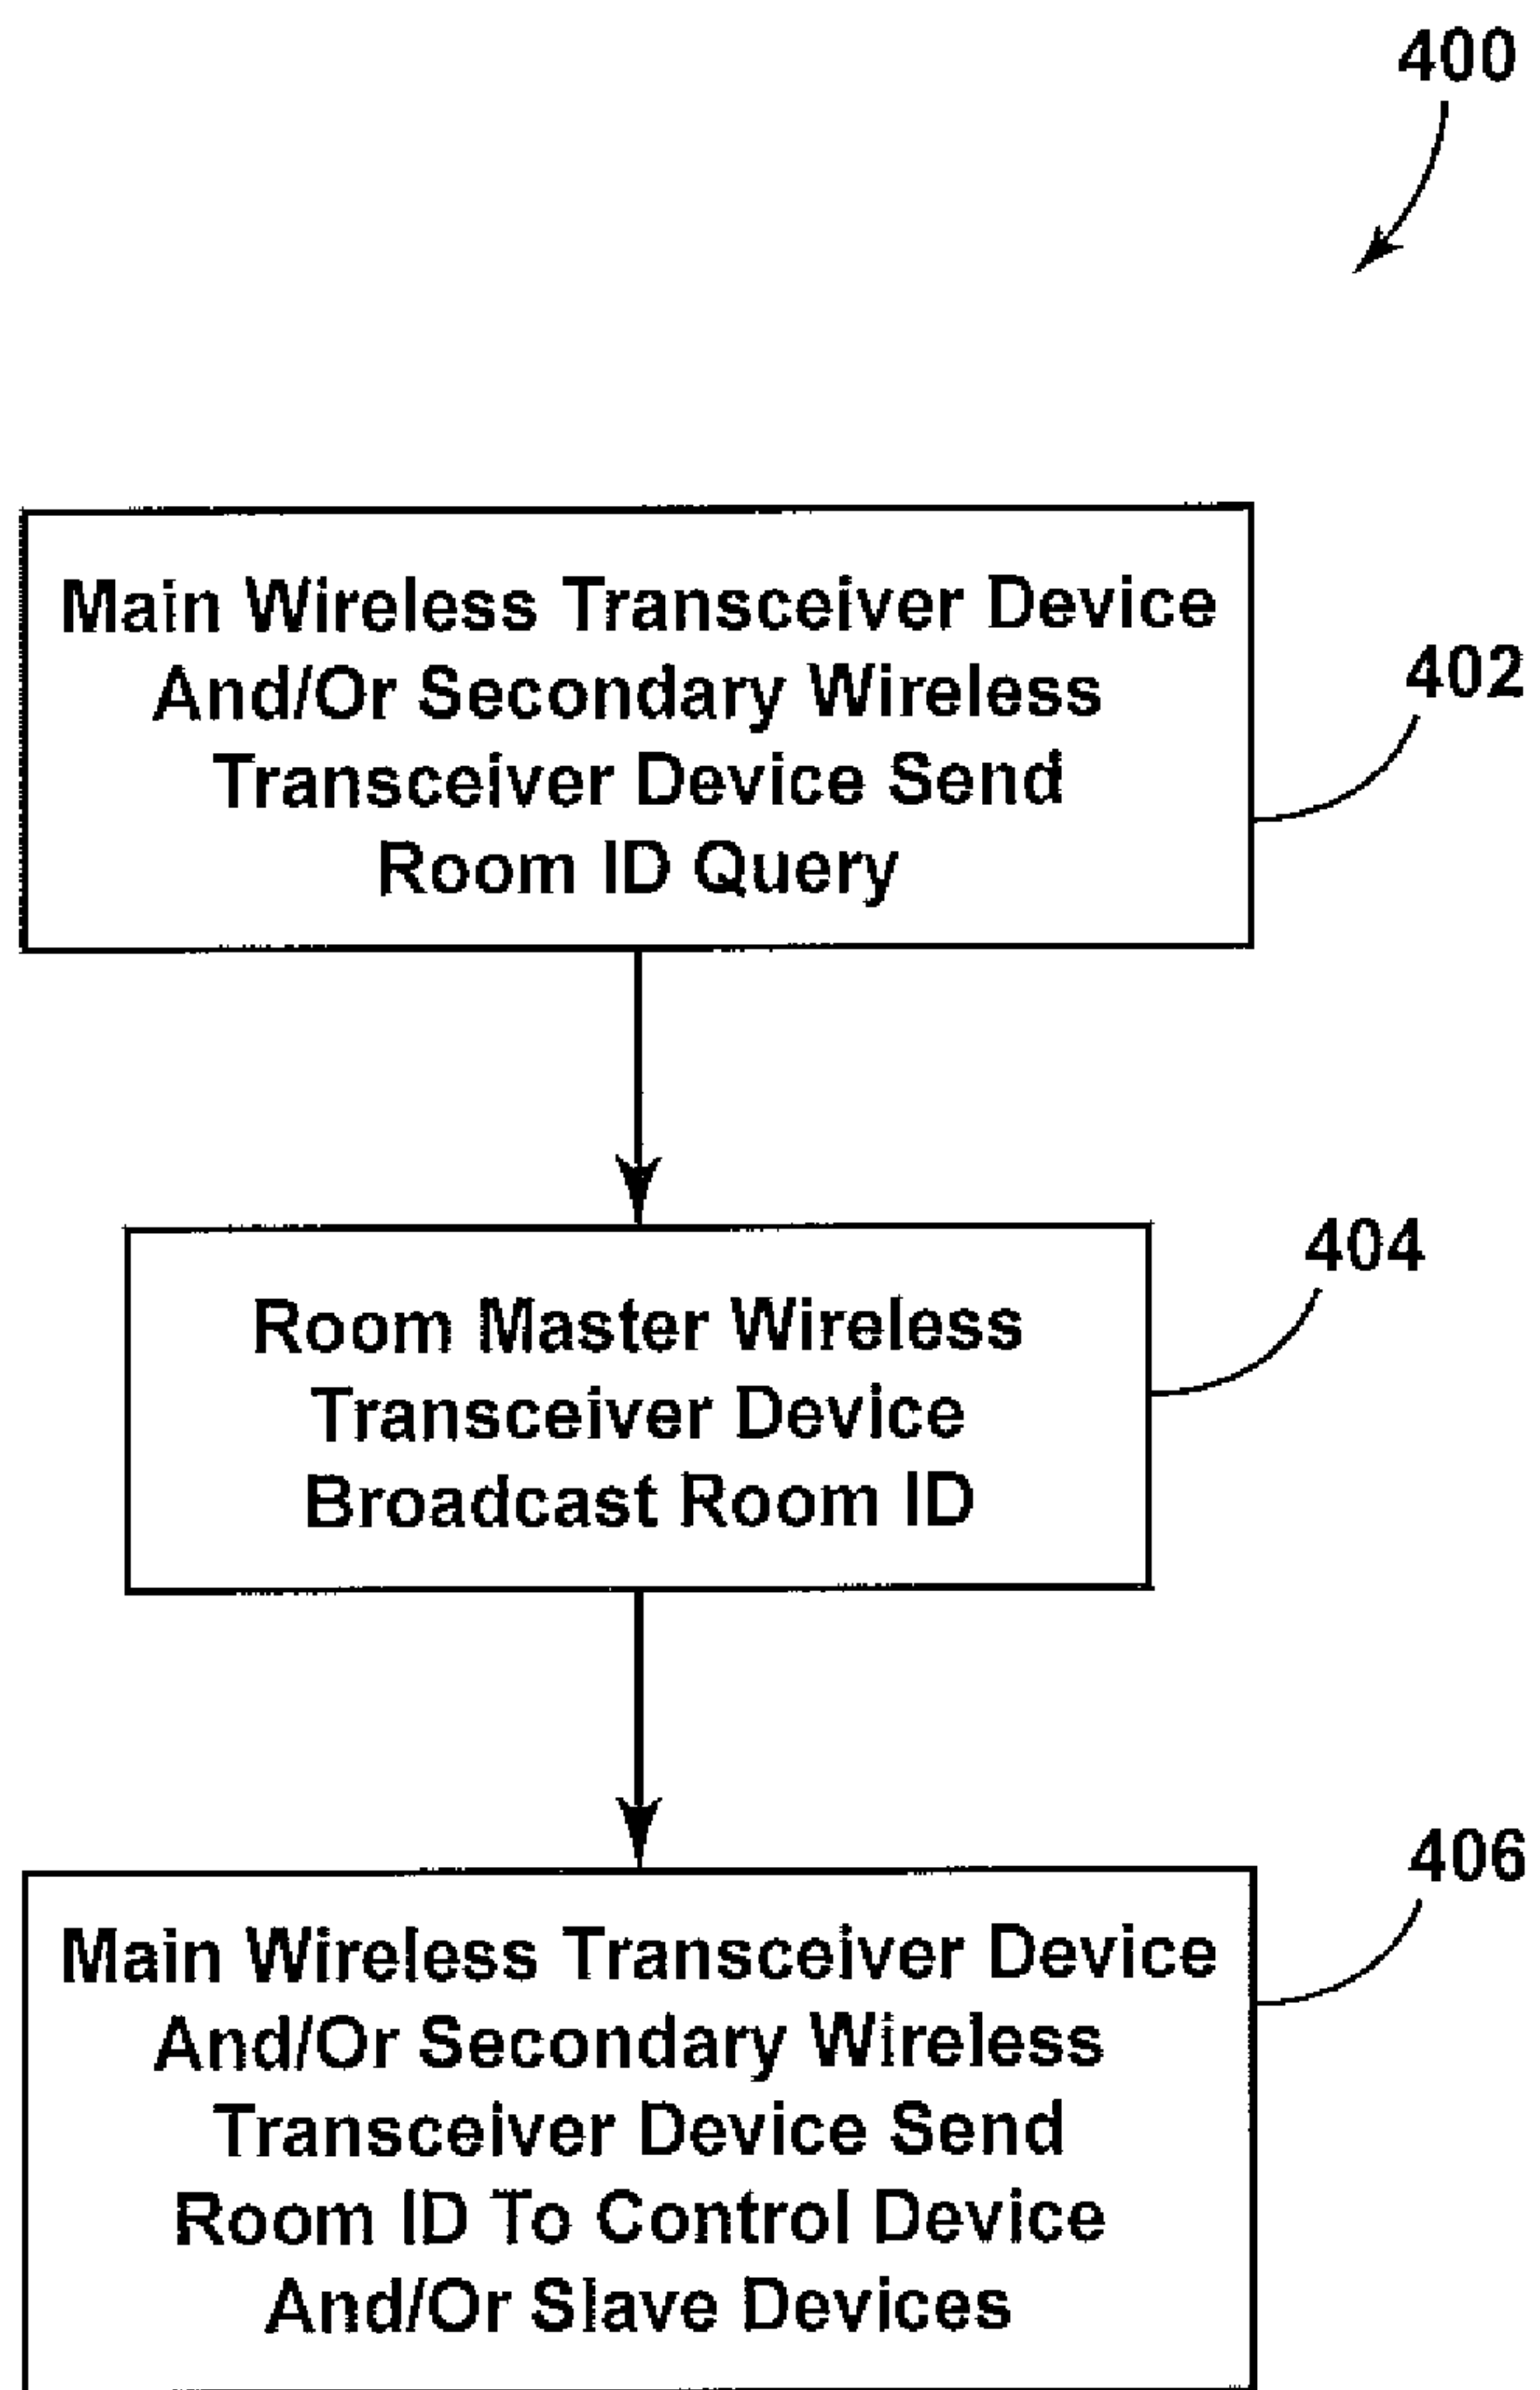 400
Main Wireless Transceiver Device
And/Or Secondary Wireless
Transceiver Device Send
Room ID Query
402
Room Master Wireless
Transceiver Device
Broadcast Room ID
404
Main Wireless Transceiver Device
And/Or Secondary Wireless
Transceiver Device Send
Room ID To Control Device
And/Or Slave Devices
406